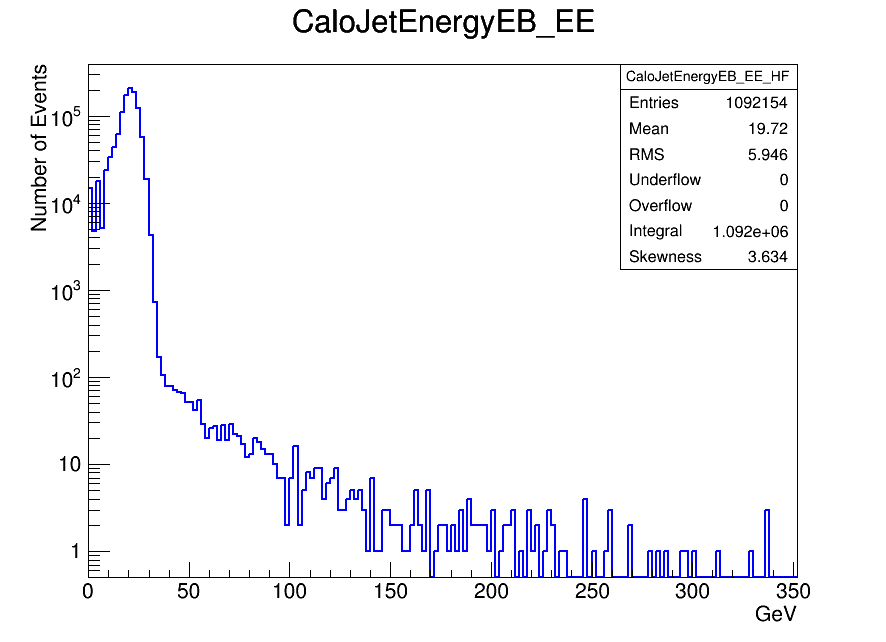 CaloJetEnergyEB_EE
Number of Events
CaloJetEnergyEB_EE_HF
Entries 1092154
Mean 19.72
RMS 5.946
Underflow 0
Overflow 0
Integral 1.092e+06
Skewness 3.634
10^5
10^4
10^3
10^2
10
1
0 50 100 150 200 250 300 350
GeV